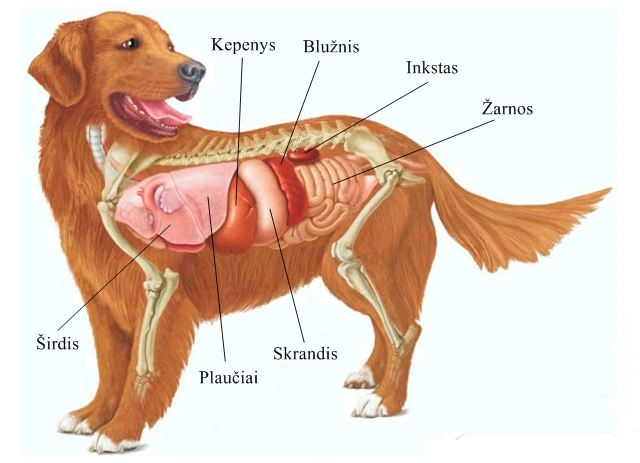 Kepenys
Blužnis
Inkstas
Žarnos
Širdis
Plaučiai
Skrandis